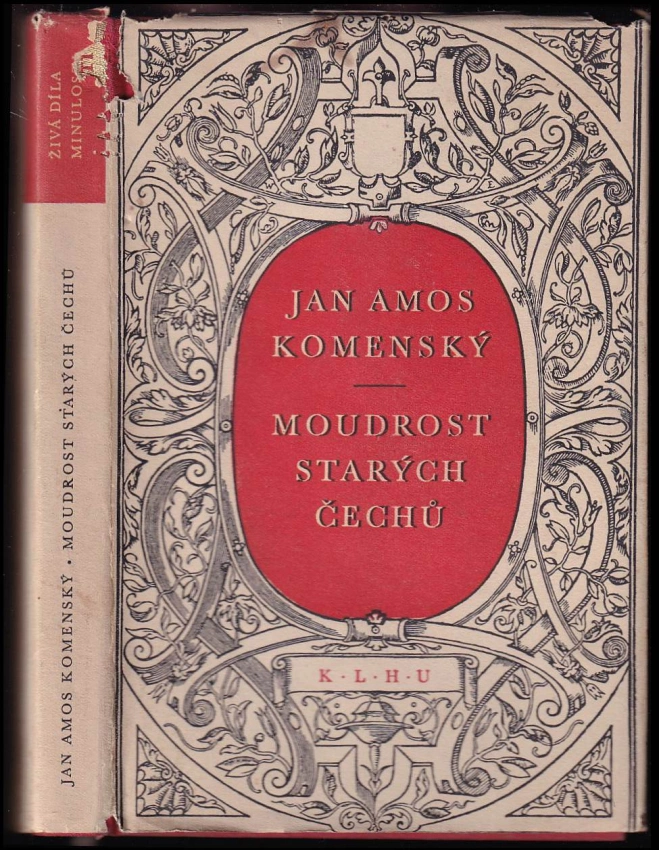 ŽIVÁ DÍLA
JAN AMOS KOMENSKÝ • MOUDROST STARÝCH ČECHŮ
JAN AMOS
KOMENSKÝ
MOUDROST
STARÝCH
ČECHŮ
K • L • H • U